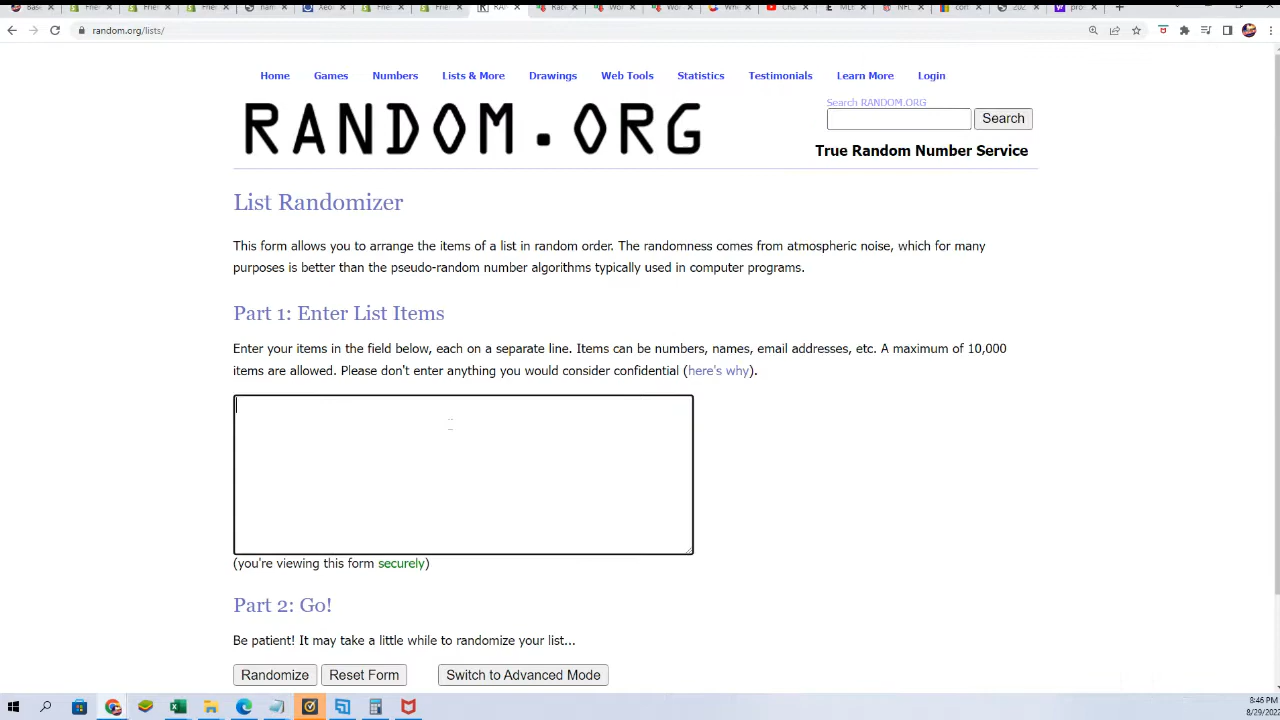 random.org/lists/
Home Games Numbers Lists & More Drawings Web Tools Statistics Testimonials Learn More Login
RANDOM.ORG
Search RANDOM.ORG
Search
True Random Number Service
List Randomizer
This form allows you to arrange the items of a list in random order. The randomness comes from atmospheric noise, which for many
purposes is better than the pseudo-random number algorithms typically used in computer programs.
Part 1: Enter List Items
Enter your items in the field below, each on a separate line. Items can be numbers, names, email addresses, etc. A maximum of 10,000
items are allowed. Please don't enter anything you would consider confidential (here's why).
(you're viewing this form securely)
Part 2: Go!
Be patient! It may take a little while to randomize your list...
Randomize Reset Form Switch to Advanced Mode
8:46 PM